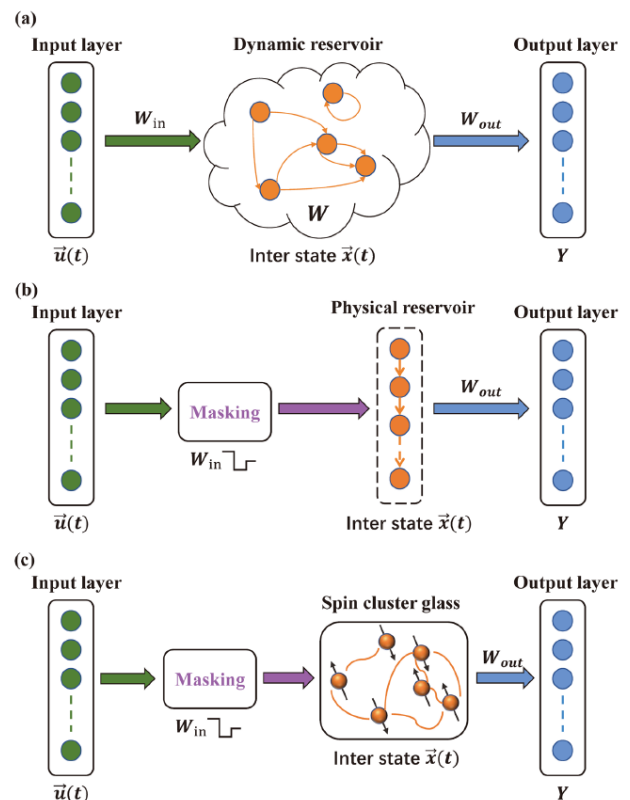 (a)
Input layer
Dynamic reservoir
Output layer
W_in
W_out
W
u⃗(t)
Inter state x⃗(t)
Y
(b)
Input layer
Physical reservoir
Output layer
Masking
W_out
W_in
u⃗(t)
Inter state x⃗(t)
Y
(c)
Input layer
Spin cluster glass
Output layer
Masking
W_out
W_in
u⃗(t)
Inter state x⃗(t)
Y